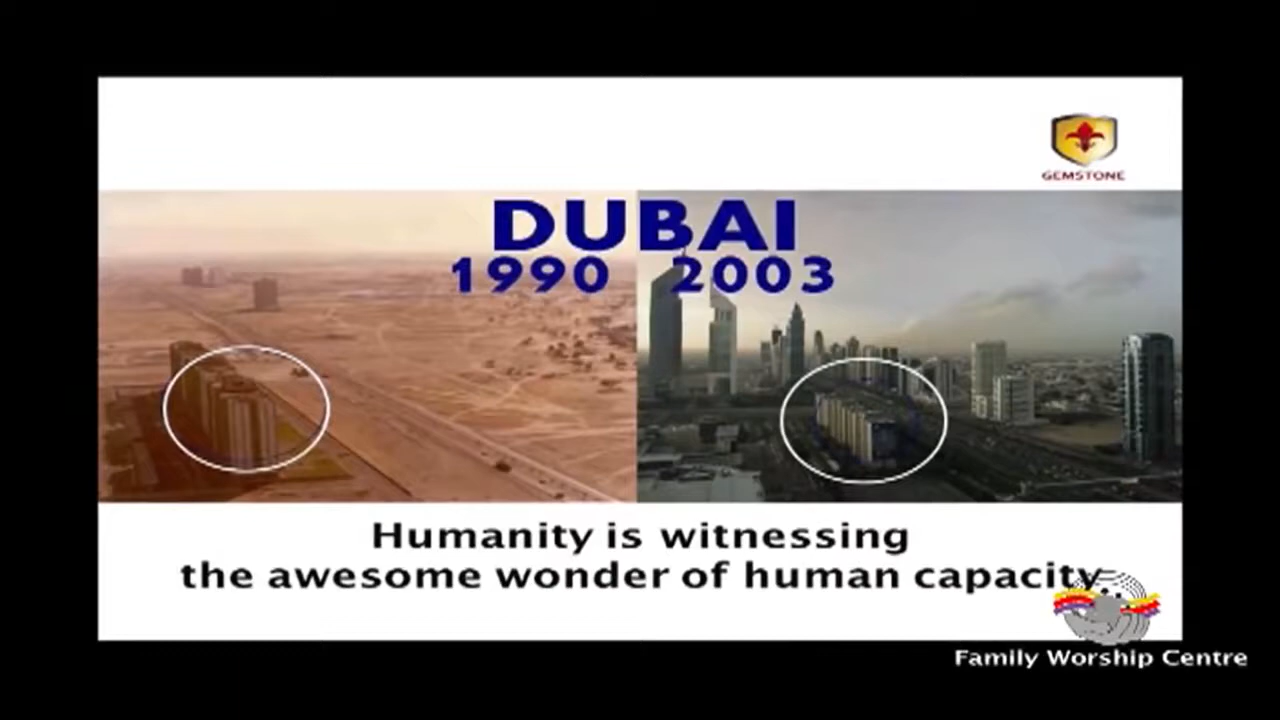 GEMSTONE
DUBAI
1990 2003
Humanity is witnessing
the awesome wonder of human capacity
Family Worship Centre